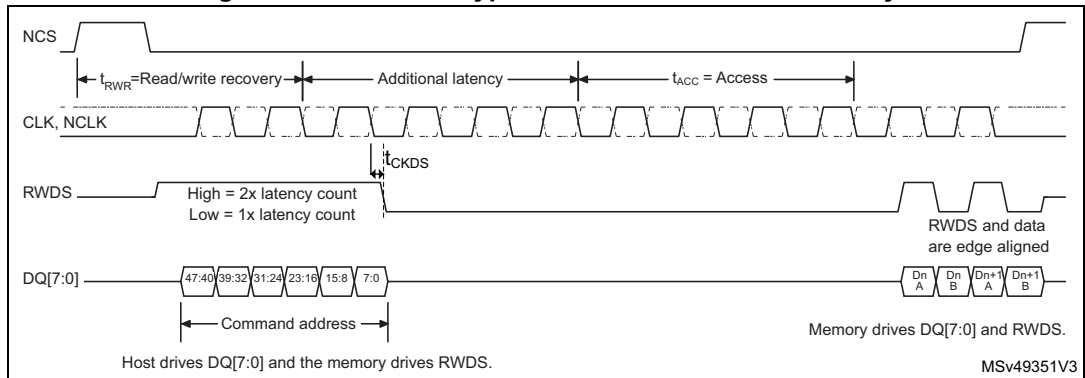 NCS
tRWR=Read/write recovery
Additional latency
tACC = Access
CLK, NCLK
tCKDS
RWDS
High = 2x latency count
Low = 1x latency count
RWDS and data
are edge aligned
DQ[7:0]
47:40 39:32 31:24 23:16 15:8 7:0
Dn Dn Dn+1 Dn+1
A B A B
Command address
Memory drives DQ[7:0] and RWDS.
Host drives DQ[7:0] and the memory drives RWDS.
MSv49351V3